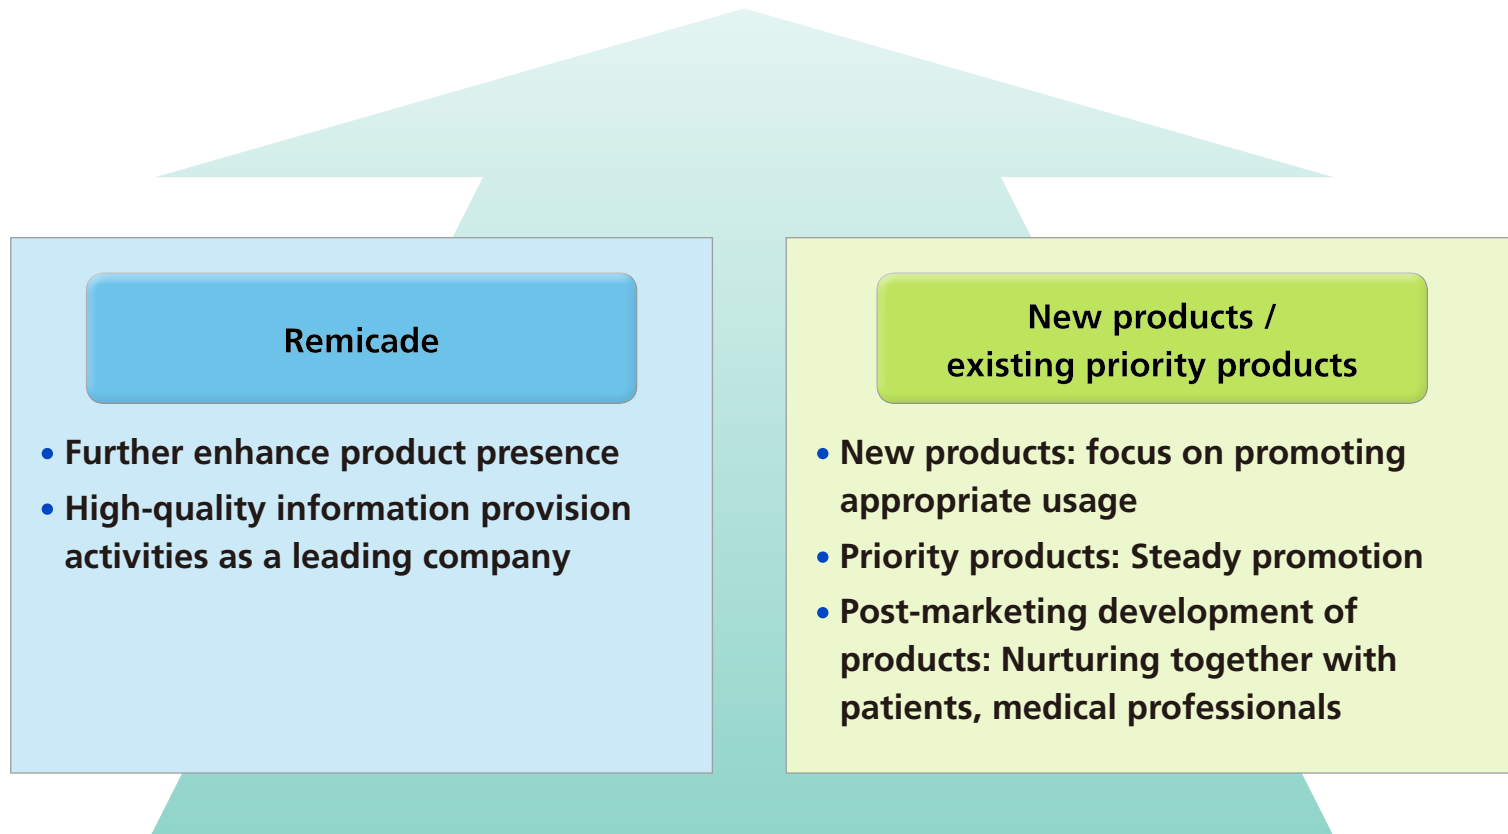 Remicade
• Further enhance product presence
• High-quality information provision
activities as a leading company
New products /
existing priority products
• New products: focus on promoting
appropriate usage
• Priority products: Steady promotion
• Post-marketing development of
products: Nurturing together with
patients, medical professionals